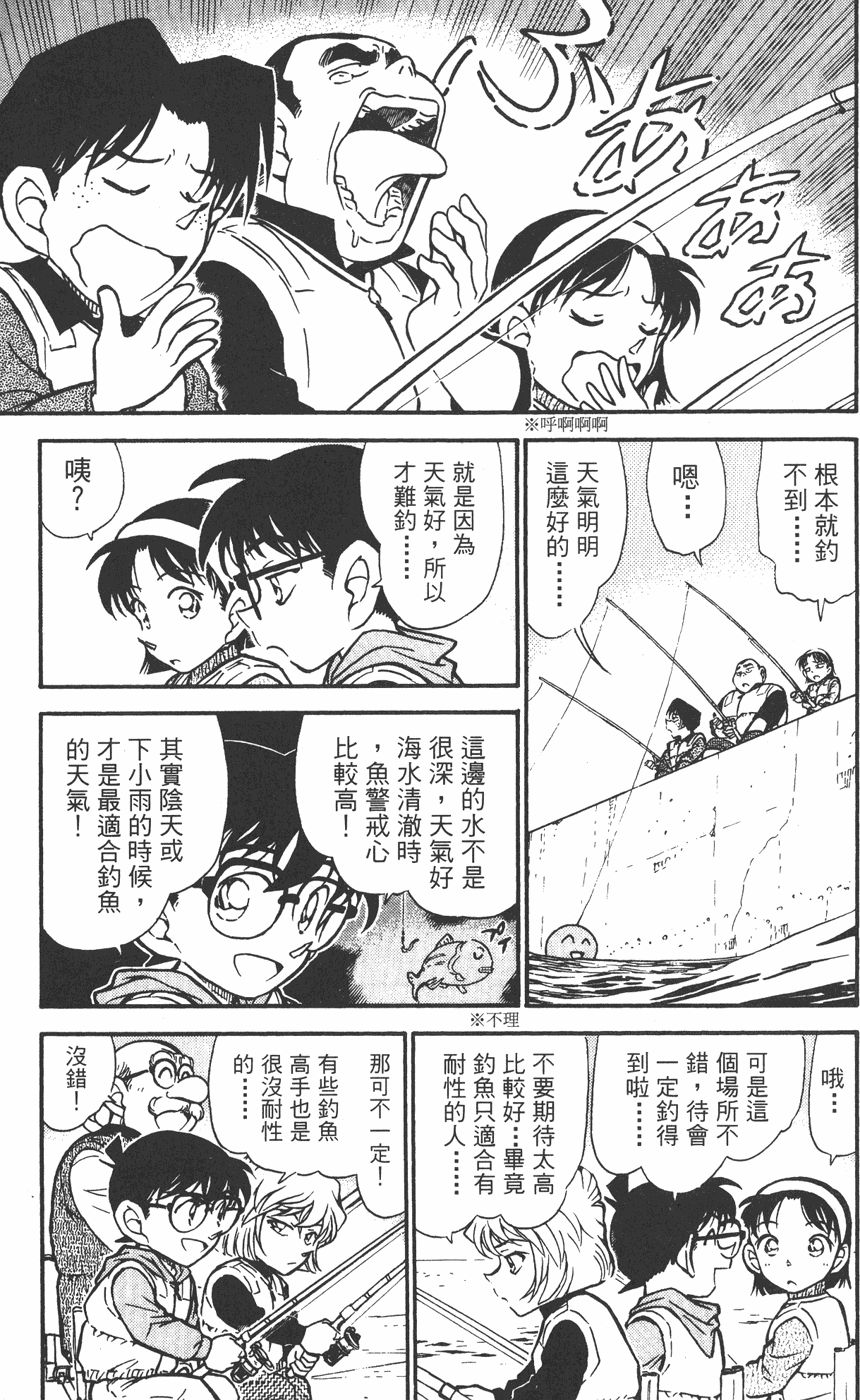 ふあぁああ
※呼啊啊啊
根本就釣
不到……
嗯…
天氣明明
這麼好的……
就是因為
天氣好，所以
才難釣……
咦？
這邊的水不是
很深，天氣好
海水清澈時
，魚警戒心
比較高！
プイ
※不理
其實陰天或
下小雨的時候，
才是最適合釣魚
的天氣！
哦…
可是這
個場所不
錯，待會
一定釣得
到啦……
不要期待太高
比較好…畢竟
釣魚只適合有
耐性的人……
那可不一定！
有些釣魚
高手也是
很沒耐性
的……
沒錯！